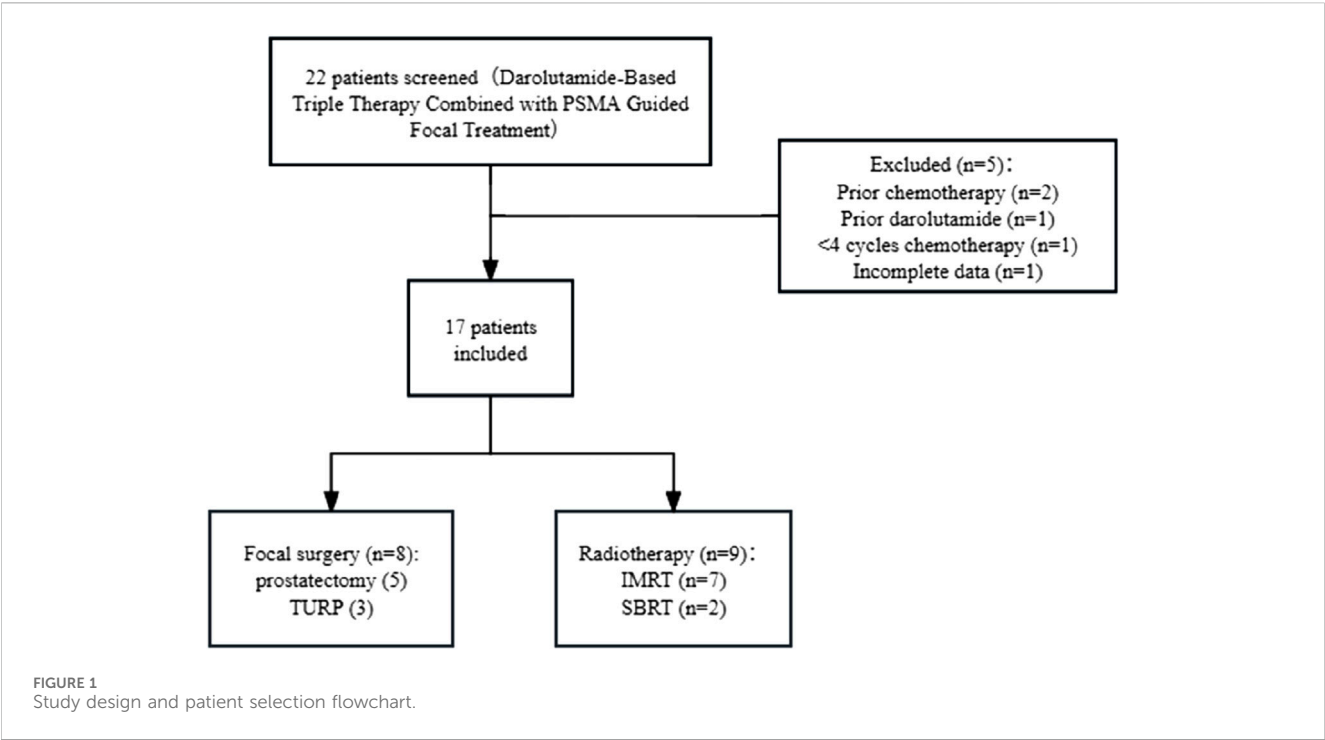 22 patients screened（Darolutamide-Based
Triple Therapy Combined with PSMA Guided
Focal Treatment）
Excluded (n=5)：
Prior chemotherapy (n=2)
Prior darolutamide (n=1)
<4 cycles chemotherapy (n=1)
Incomplete data (n=1)
17 patients
included
Focal surgery (n=8):
prostatectomy (5)
TURP (3)
Radiotherapy (n=9)：
IMRT (n=7)
SBRT (n=2)
FIGURE 1
Study design and patient selection flowchart.